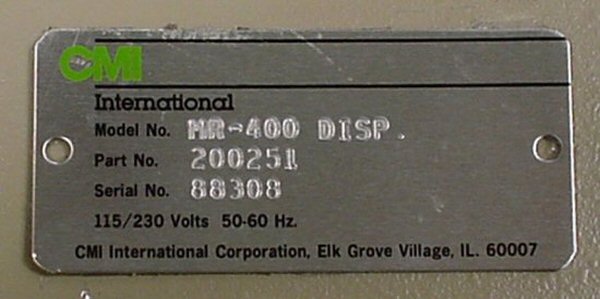 CMI
International
Model No. MR-400 DISP.
Part No. 200251
Serial No. 88308
115/230 Volts 50-60 Hz.
CMI International Corporation, Elk Grove Village, IL. 60007